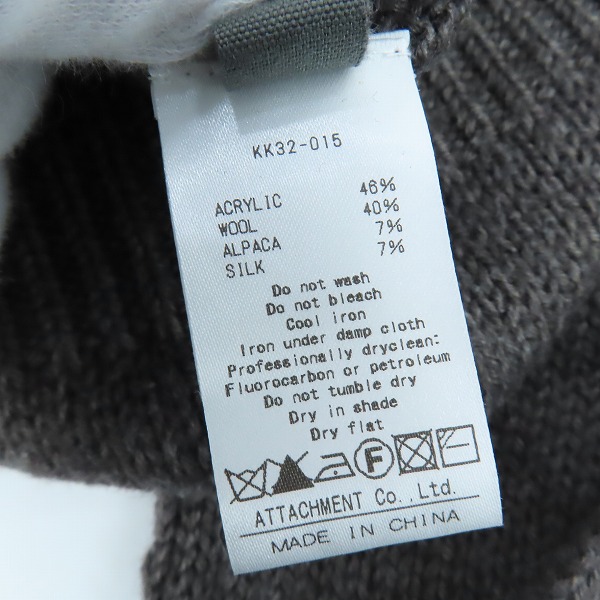 KK32-015
ACRYLIC 46%
WOOL 40%
ALPACA 7%
SILK 7%
Do not wash
Do not bleach
Cool iron
Iron under damp cloth
Professionally dryclean:
Fluorocarbon or petroleum
Do not tumble dry
Dry in shade
Dry flat
F
ATTACHMENT Co.,Ltd.
MADE IN CHINA